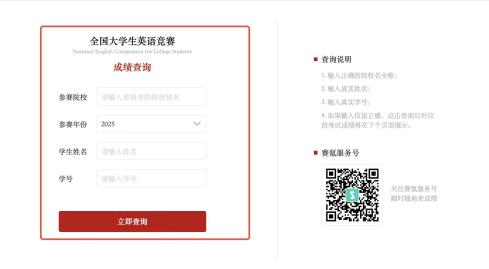 全国大学生英语竞赛
National English Competition for College Students
成绩查询
参赛院校
请输入您报考的院校校名
参赛年份
2025
学生姓名
请输入姓名
学号
请输入学号
立即查询
查询说明
1. 输入正确的院校名全称;
2. 输入真实姓名;
3. 输入真实学号;
4. 如果输入信息正确，点击查询后对应
的考试成绩将在下个页面展示。
赛氪服务号
关注赛氪服务号
随时随地查成绩